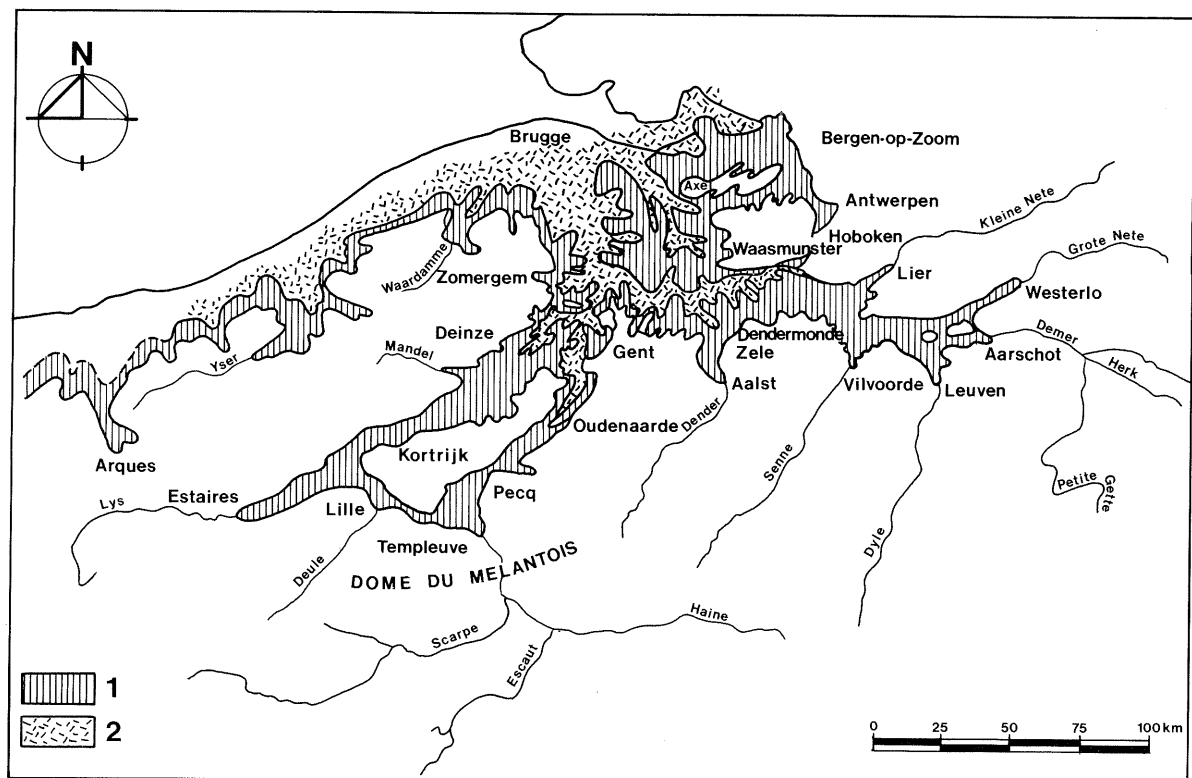 N
Brugge
Bergen-op-Zoom
Axe
Antwerpen
Kleine Nete
Hoboken
Waasmunster
Grote Nete
Waardamme
Zomergem
Lier
Westerlo
Deinze
Dendermonde
Demer
Mandel
Gent
Zele
Aarschot
Yser
Herk
Aalst
Vilvoorde
Leuven
Oudenaarde
Dender
Kortrijk
Arques
Senne
Petite Gette
Pecq
Estaires
Lys
Lille
Dyle
Templeuve
Deule
DOME DU MELANTOIS
Haine
Scarpe
Escaut
1
2
0 25 50 75 100 km